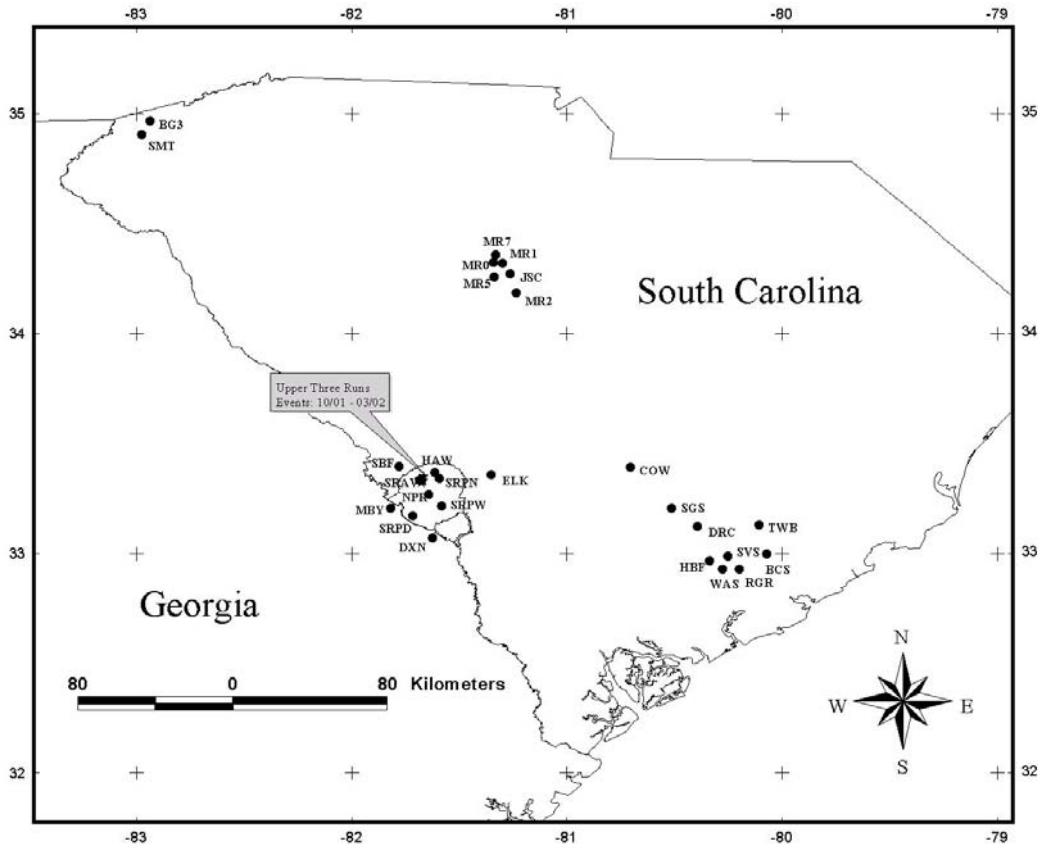 -83 -82 -81 -80 -79
35 35
BG3
SMT
MR7
MR1
MR0
JSC
MR5
MR2
South Carolina
34 34
Upper Three Runs
Events: 10/01 - 03/02
HAW
SBF
SRPN
ELK
COW
NPR
SRPW
MBY
SRPD
SGS
DRC
TWB
DXN
33 33
SVS
HBF
BCS
WAS
RGR
Georgia
80 0 80 Kilometers
N
W E
S
32 32
-83 -82 -81 -80 -79